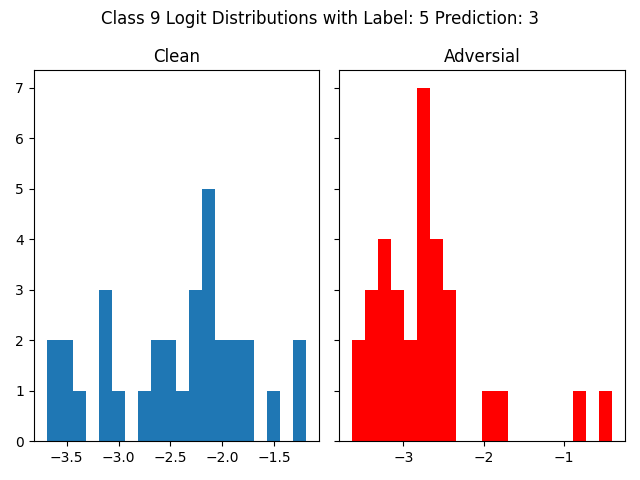 Class 9 Logit Distributions with Label: 5 Prediction: 3
Clean
Adversial
7
6
5
4
3
2
1
0
−3.5 −3.0 −2.5 −2.0 −1.5
−3 −2 −1